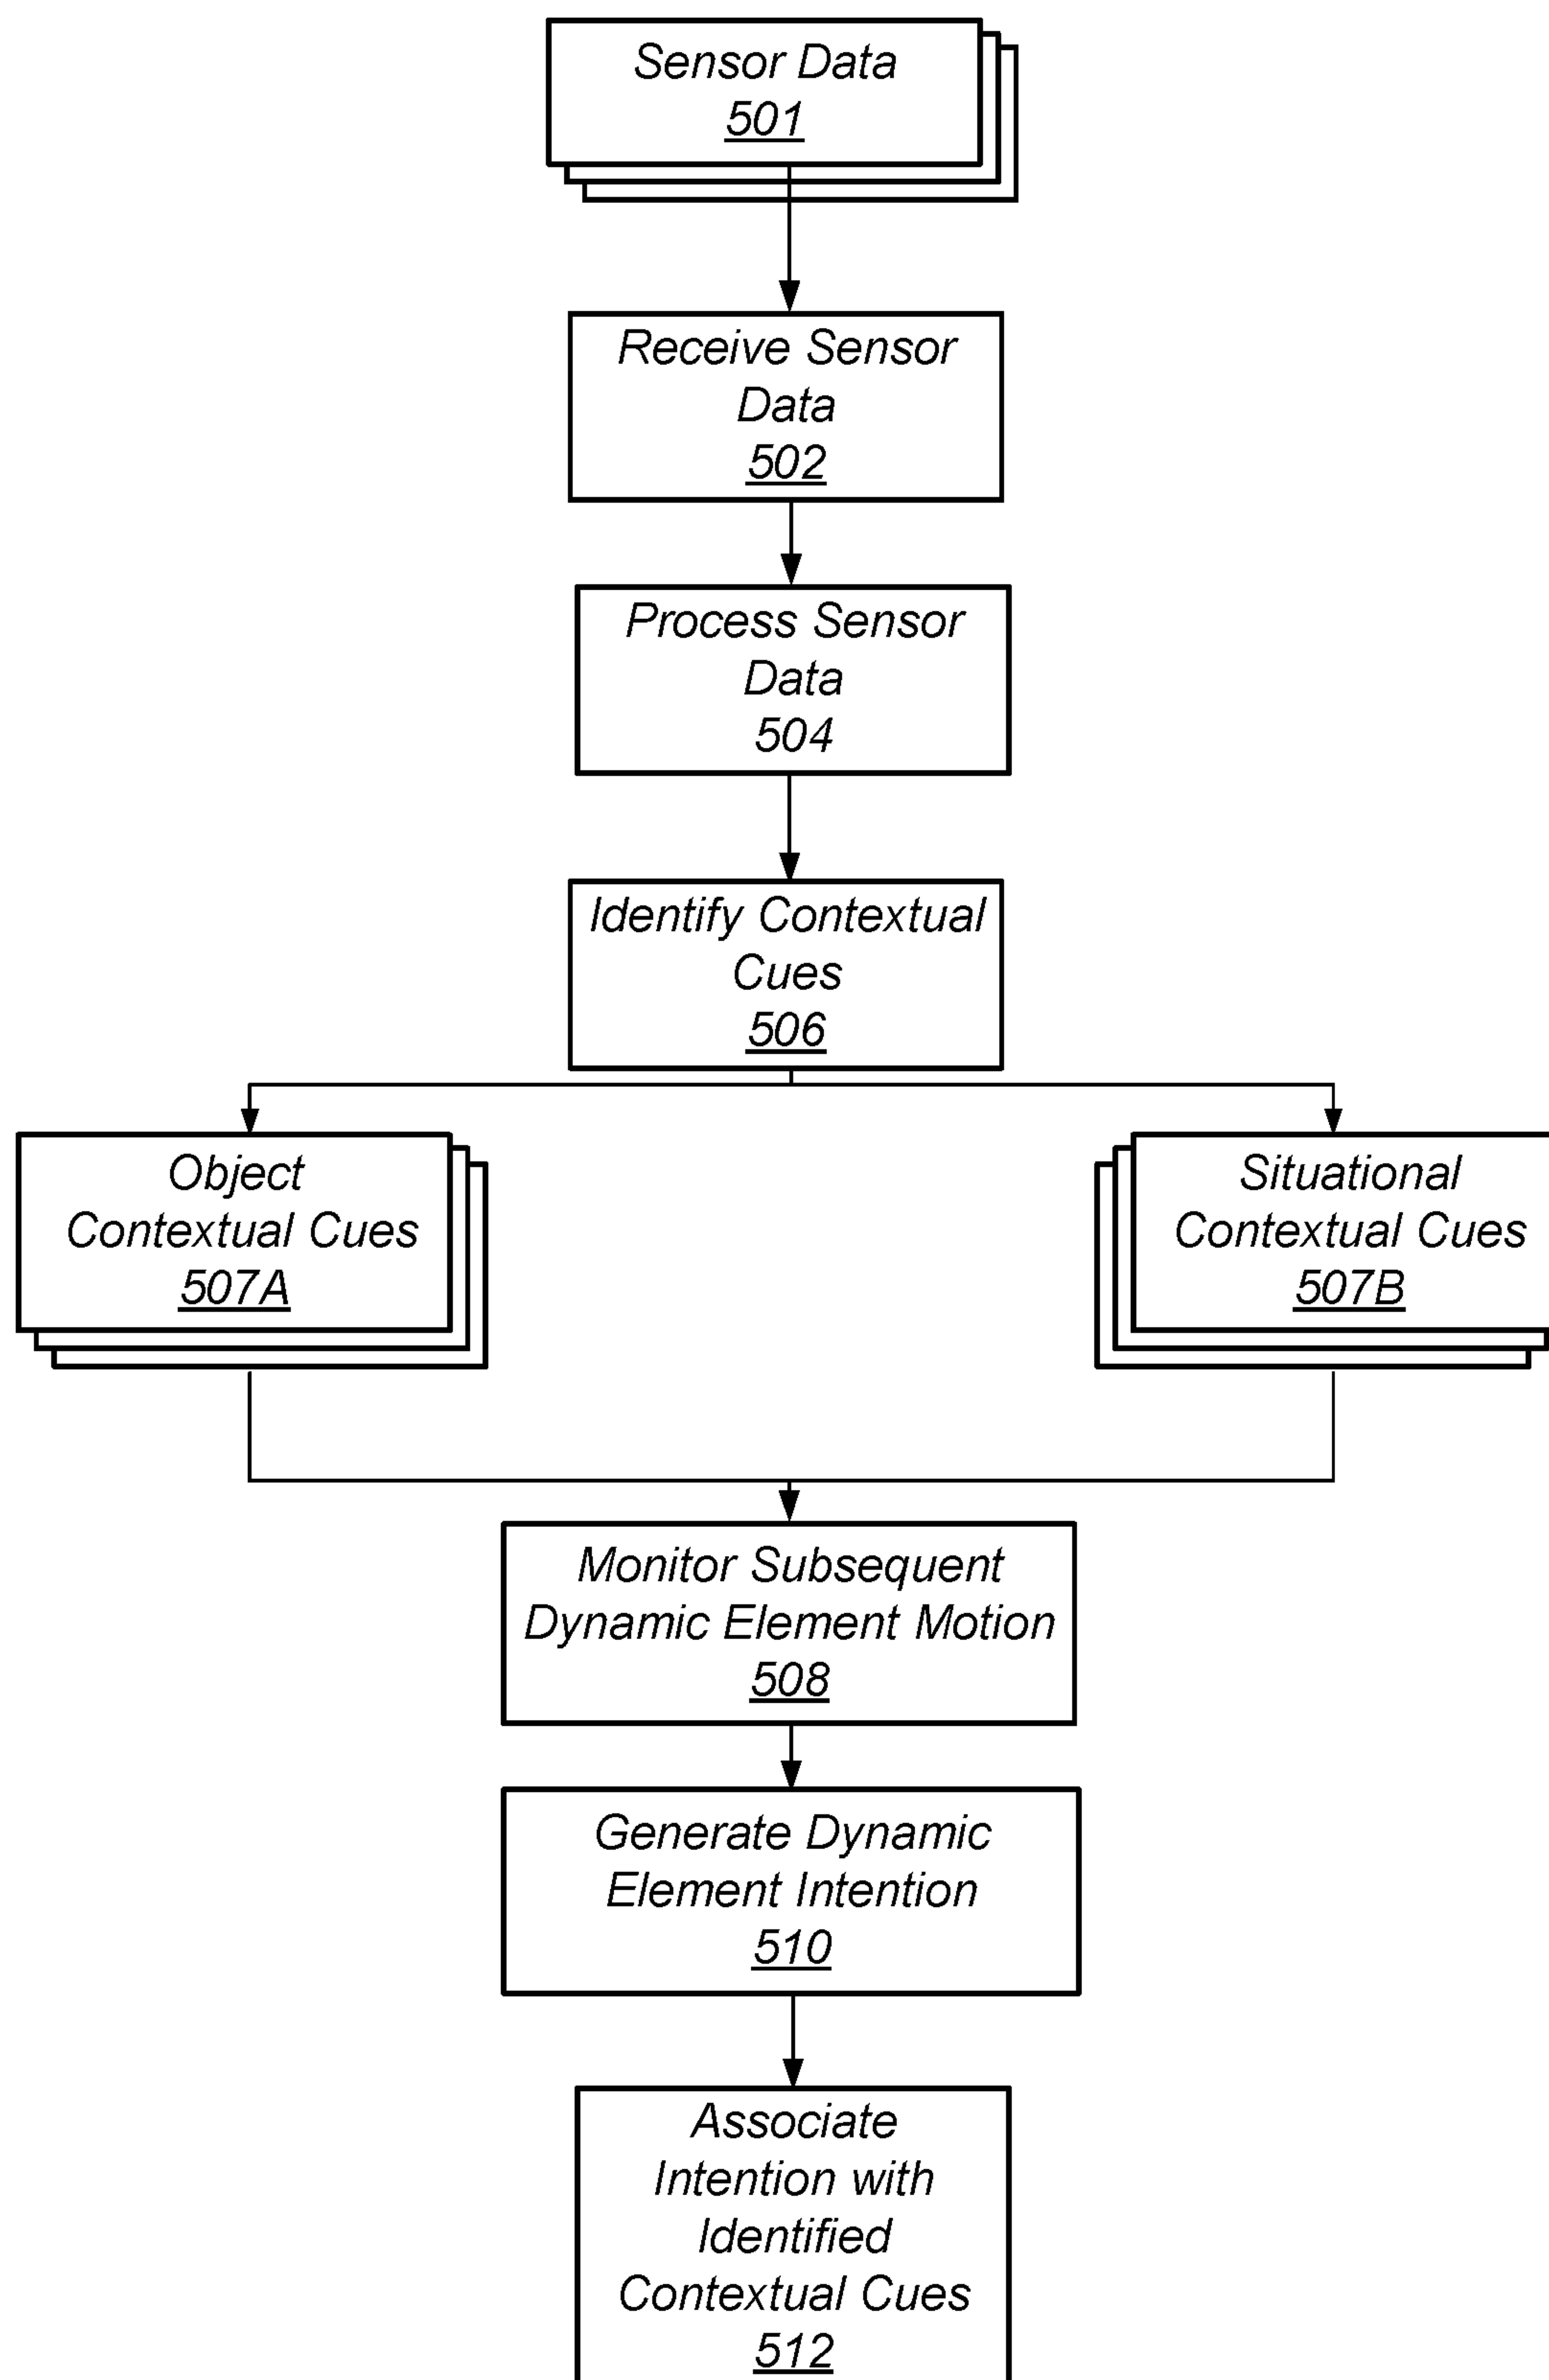 Sensor Data
501
Receive Sensor
Data
502
Process Sensor
Data
504
Identify Contextual
Cues
506
Object
Contextual Cues
507A
Situational
Contextual Cues
507B
Monitor Subsequent
Dynamic Element Motion
508
Generate Dynamic
Element Intention
510
Associate
Intention with
Identified
Contextual Cues
512